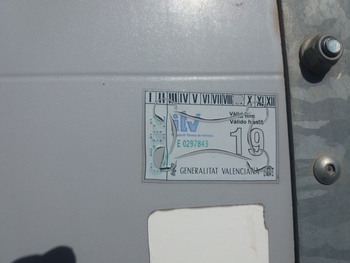 I II III IV V VI VII VIII X XI XII
itv
Vàlid fins
Válido hasta
19
E 0297843
GENERALITAT VALENCIANA